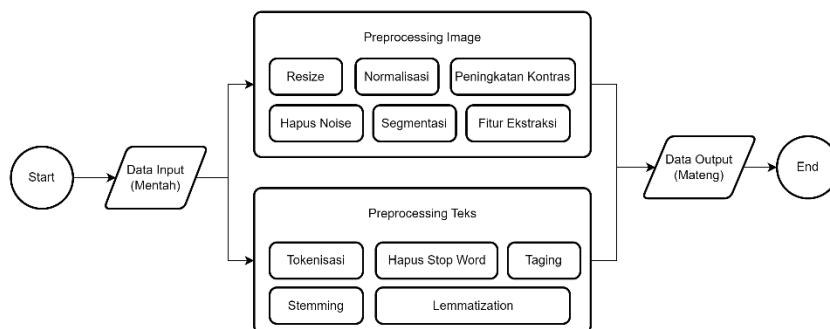 Preprocessing Image
Resize
Normalisasi
Peningkatan Kontras
Hapus Noise
Segmentasi
Fitur Ekstraksi
Start
Data Input
(Mentah)
Data Output
(Mateng)
End
Preprocessing Teks
Tokenisasi
Hapus Stop Word
Taging
Stemming
Lemmatization